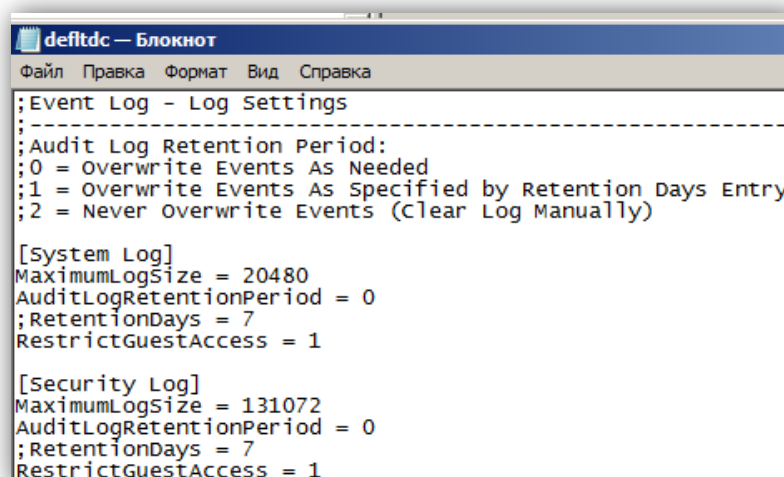 defltdc — Блокнот
Файл Правка Формат Вид Справка
;Event Log - Log Settings
;----------------------------------------------------------
;Audit Log Retention Period:
;0 = Overwrite Events As Needed
;1 = Overwrite Events As Specified by Retention Days Entry
;2 = Never Overwrite Events (Clear Log Manually)
[System Log]
MaximumLogSize = 20480
AuditLogRetentionPeriod = 0
;RetentionDays = 7
RestrictGuestAccess = 1
[Security Log]
MaximumLogSize = 131072
AuditLogRetentionPeriod = 0
;RetentionDays = 7
RestrictGuestAccess = 1